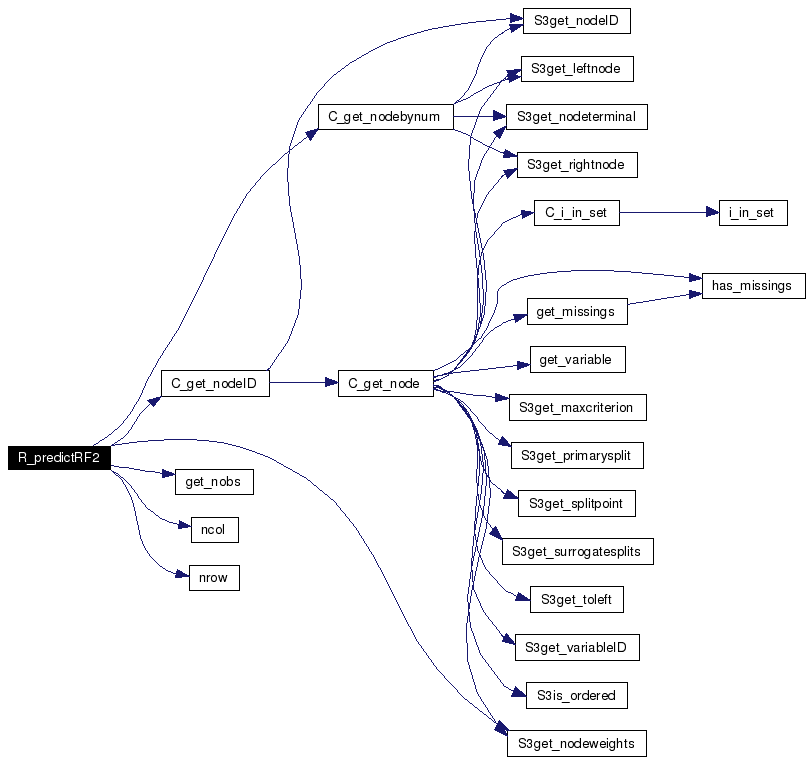 S3get_nodeID
S3get_leftnode
C_get_nodebynum
S3get_nodeterminal
S3get_rightnode
C_i_in_set
i_in_set
has_missings
get_missings
get_variable
C_get_nodeID
C_get_node
S3get_maxcriterion
R_predictRF2
S3get_primarysplit
get_nobs
S3get_splitpoint
ncol
S3get_surrogatesplits
nrow
S3get_toleft
S3get_variableID
S3is_ordered
S3get_nodeweights